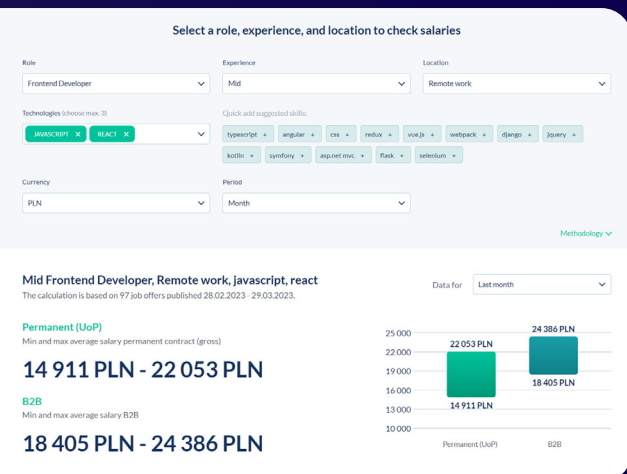 Select a role, experience, and location to check salaries
Role
Experience
Location
Frontend Developer
Mid
Remote work
Technologies (choose max. 3)
Quick add suggested skills:
JAVASCRIPT ×
REACT ×
typescript +
angular +
css +
redux +
vue.js +
webpack +
django +
jquery +
kotlin +
symfony +
asp.net mvc +
flask +
selenium +
Currency
Period
PLN
Month
Methodology
Mid Frontend Developer, Remote work, javascript, react
The calculation is based on 97 job offers published 28.02.2023 - 29.03.2023.
Data for
Last month
Permanent (UoP)
Min and max average salary permanent contract (gross)
14 911 PLN - 22 053 PLN
B2B
Min and max average salary B2B
18 405 PLN - 24 386 PLN
25 000
22 000
19 000
16 000
13 000
10 000
22 053 PLN
14 911 PLN
24 386 PLN
18 405 PLN
Permanent (UoP)
B2B